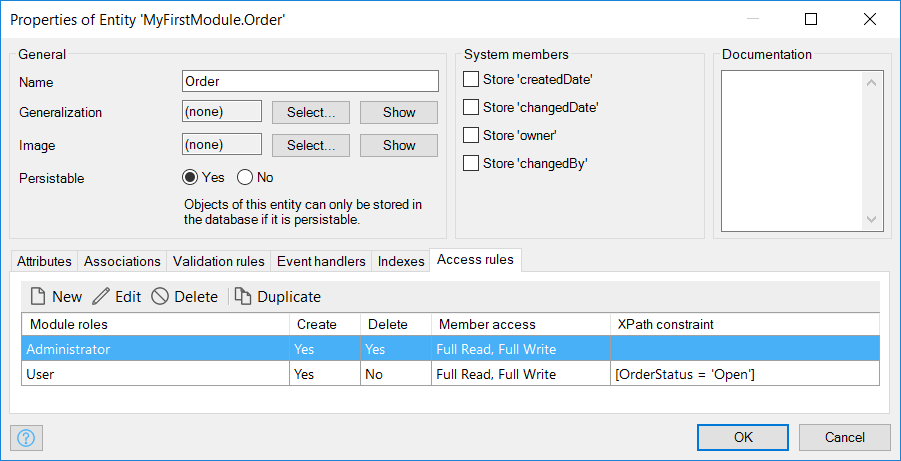 Properties of Entity 'MyFirstModule.Order'
General
Name Order
Generalization (none) Select... Show
Image (none) Select... Show
Persistable Yes No
Objects of this entity can only be stored in
the database if it is persistable.
System members
Store 'createdDate'
Store 'changedDate'
Store 'owner'
Store 'changedBy'
Documentation
Attributes Associations Validation rules Event handlers Indexes Access rules
New Edit Delete Duplicate
Module roles Create Delete Member access XPath constraint
Administrator Yes Yes Full Read, Full Write
User Yes No Full Read, Full Write [OrderStatus = 'Open']
? OK Cancel